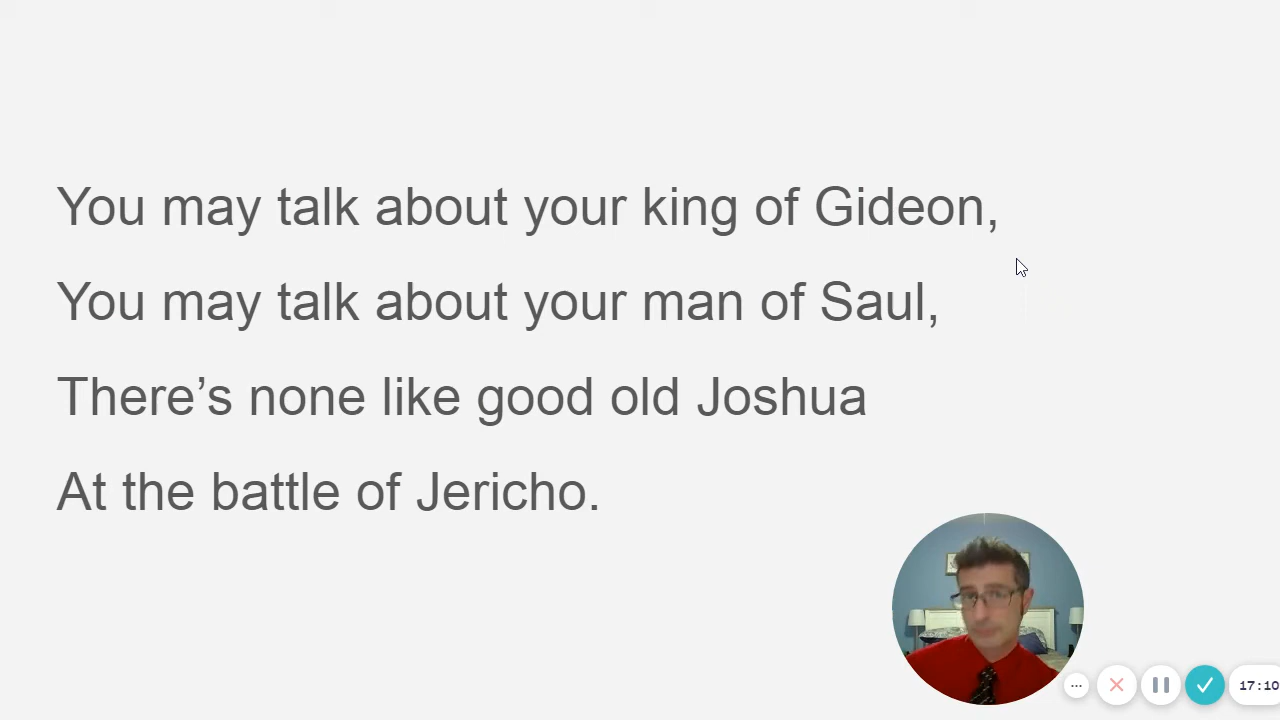 You may talk about your king of Gideon,
You may talk about your man of Saul,
There’s none like good old Joshua
At the battle of Jericho.
17:10